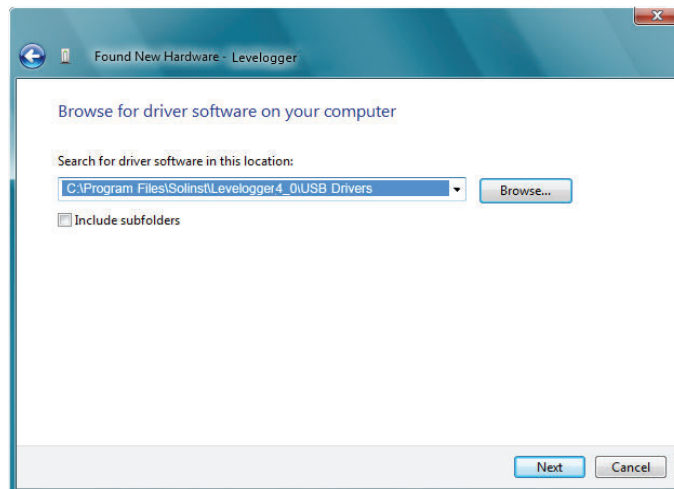 Found New Hardware - Levelogger
Browse for driver software on your computer
Search for driver software in this location:
C:\Program Files\Solinst\Levelogger4_0\USB Drivers
Browse...
Include subfolders
Next
Cancel